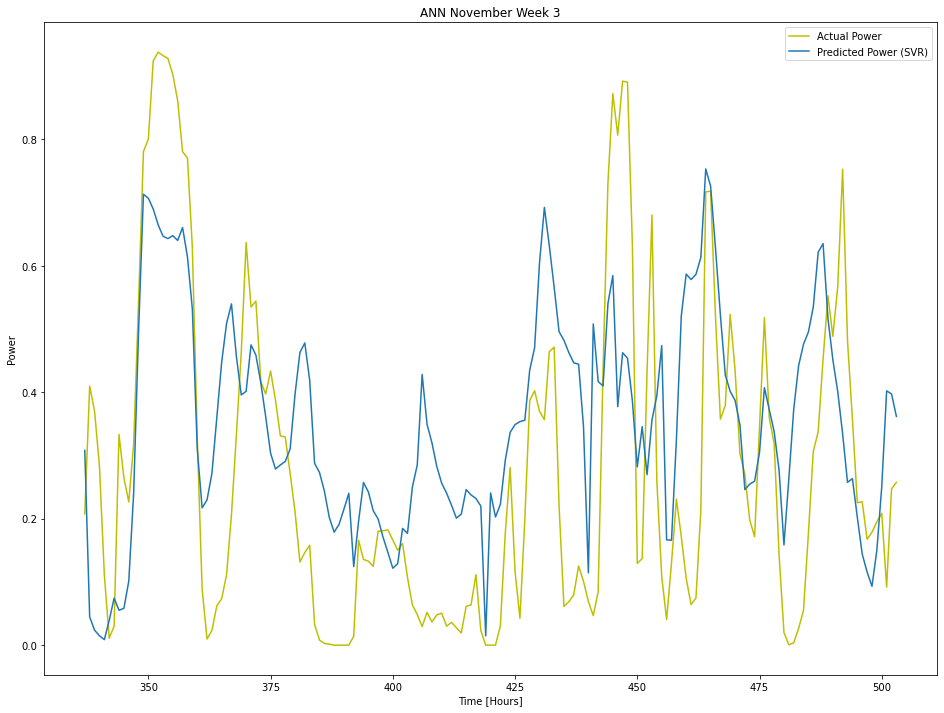 ANN November Week 3
Actual Power
Predicted Power (SVR)
Power
0.8
0.6
0.4
0.2
0.0
350
375
400
425
450
475
500
Time [Hours]